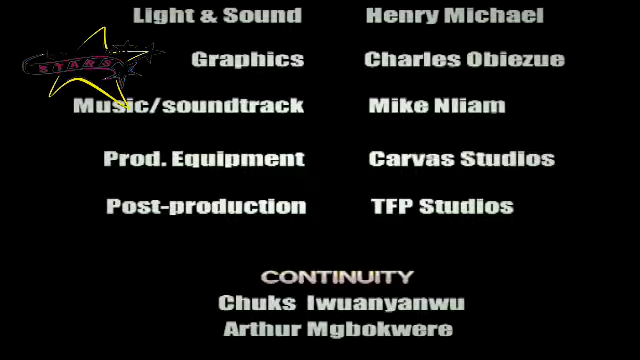 Light & Sound Henry Michael
STARS
Graphics Charles Obiezue
Music/soundtrack Mike Nliam
Prod. Equipment Carvas Studios
Post-production TFP Studios
CONTINUITY
Chuks Iwuanyanwu
Arthur Mgbokwere